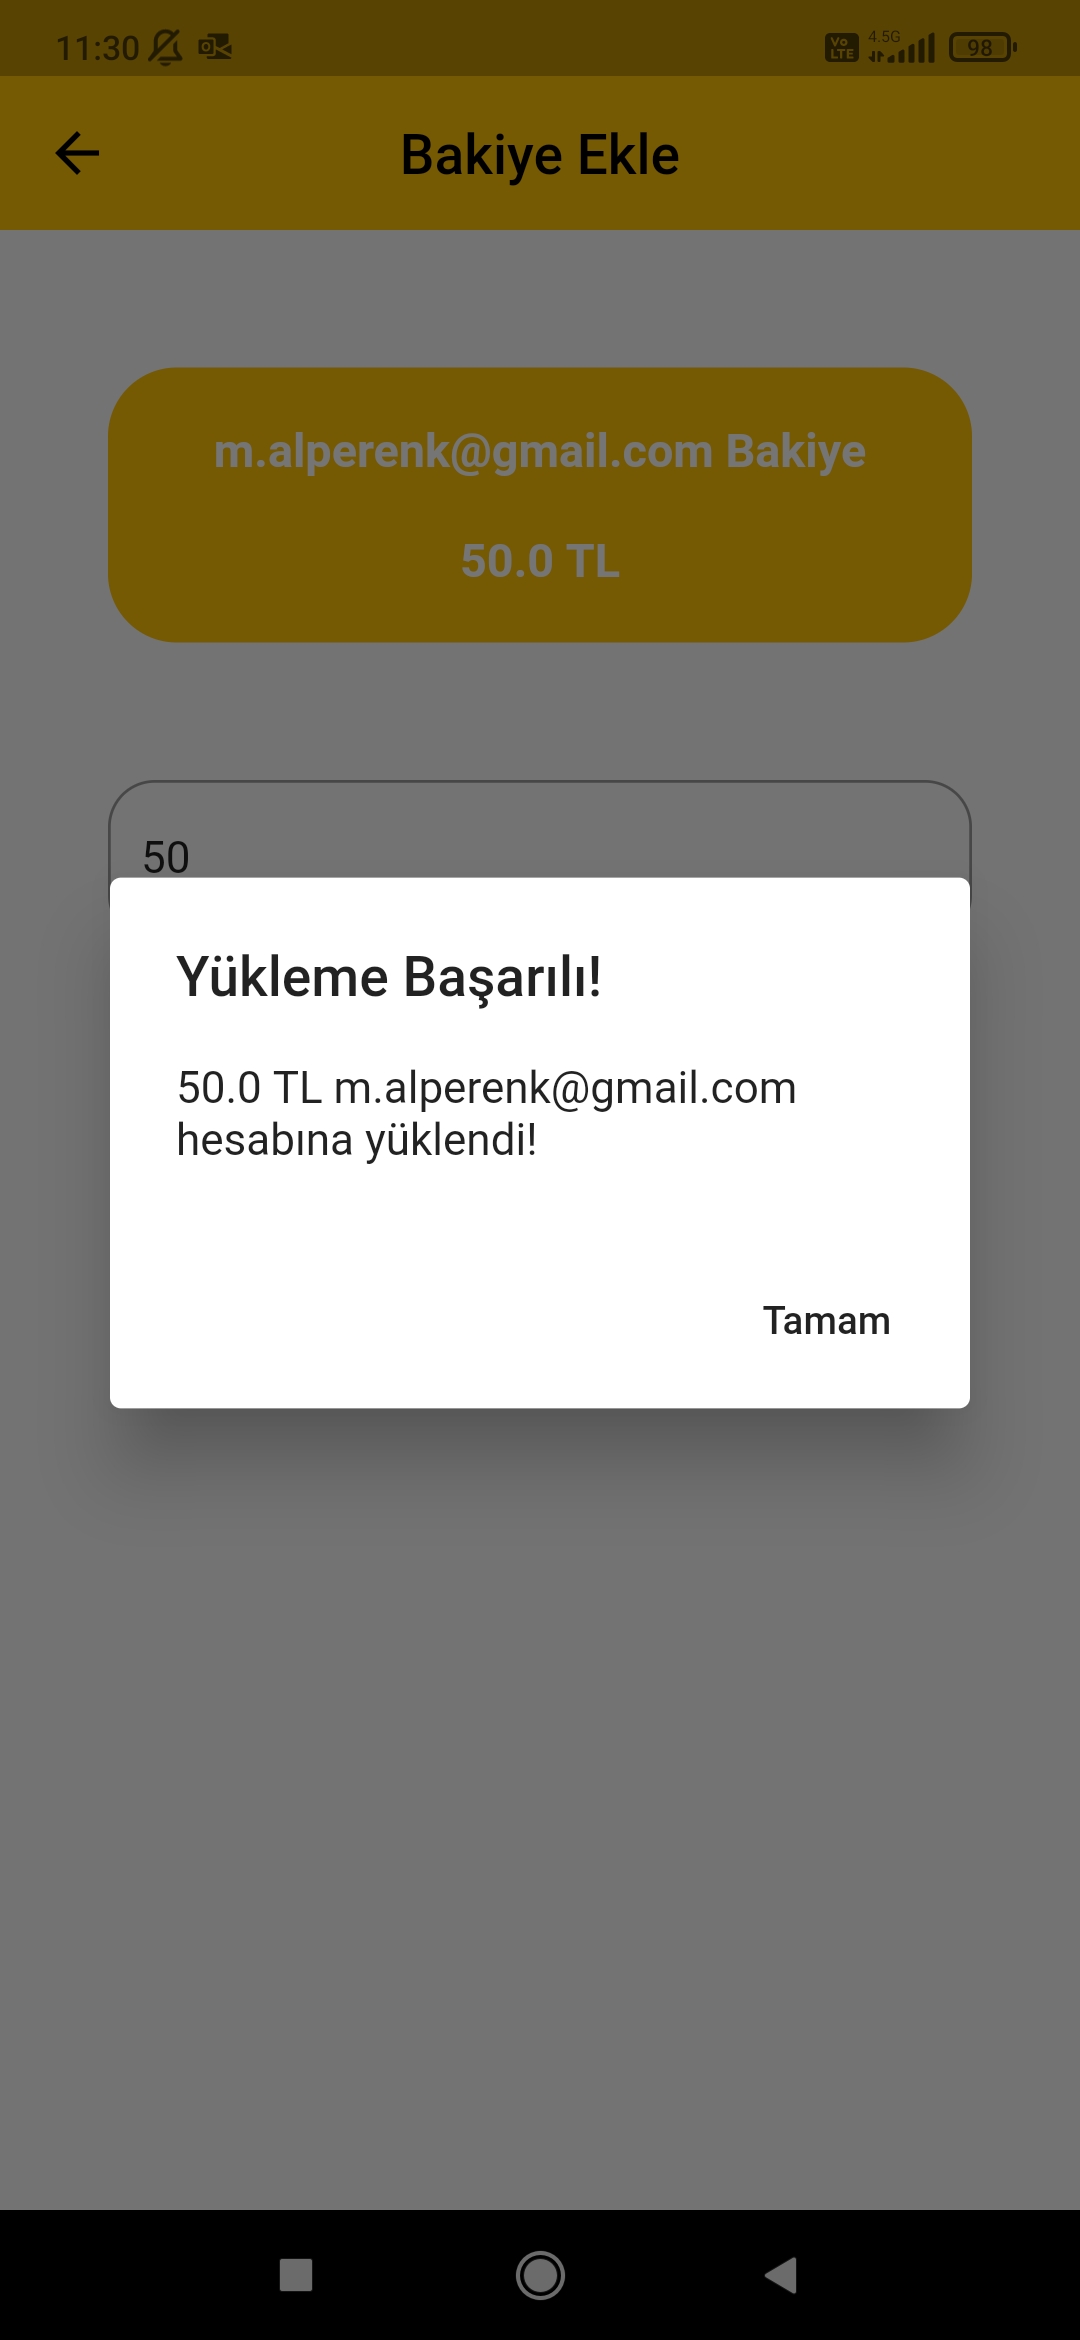 11:30
Vo LTE
4.5G
98
Bakiye Ekle
m.alperenk@gmail.com Bakiye
50.0 TL
50
Yükleme Başarılı!
50.0 TL m.alperenk@gmail.com
hesabına yüklendi!
Tamam